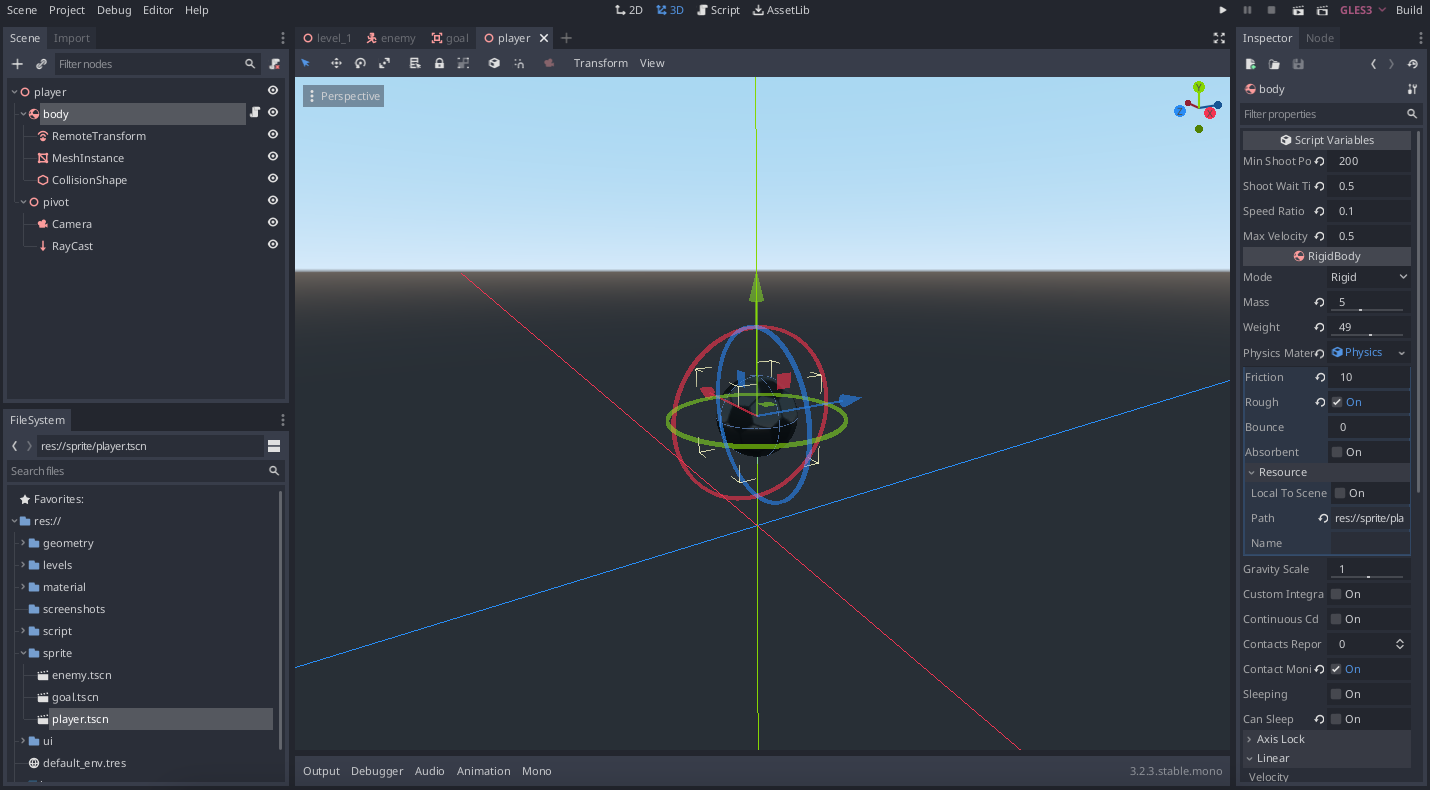 Scene Project Debug Editor Help 2D 3D Script AssetLib GLES3 Build
Scene Import
Filter nodes
player
body
RemoteTransform
MeshInstance
CollisionShape
pivot
Camera
RayCast
FileSystem
res://sprite/player.tscn
Search files
Favorites:
res://
geometry
levels
material
screenshots
script
sprite
enemy.tscn
goal.tscn
player.tscn
ui
default_env.tres
level_1 enemy goal player
Transform View
Perspective
Y
Z
X
Output Debugger Audio Animation Mono 3.2.3.stable.mono
Inspector Node
body
Filter properties
Script Variables
Min Shoot Po 200
Shoot Wait Ti 0.5
Speed Ratio 0.1
Max Velocity 0.5
RigidBody
Mode Rigid
Mass 5
Weight 49
Physics Mater Physics
Friction 10
Rough On
Bounce 0
Absorbent On
Resource
Local To Scene On
Path res://sprite/pla
Name
Gravity Scale 1
Custom Integra On
Continuous Cd On
Contacts Repor 0
Contact Moni On
Sleeping On
Can Sleep On
Axis Lock
Linear
Velocity